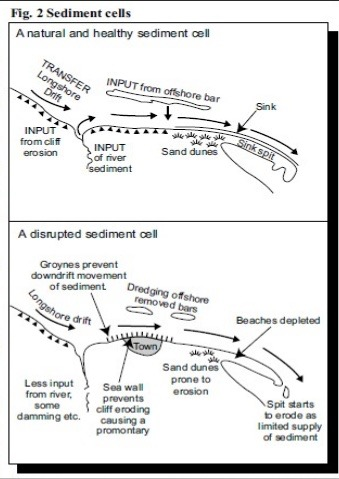 Fig. 2 Sediment cells
A natural and healthy sediment cell
TRANSFER
Longshore
Drift
INPUT from offshore bar
Sink
INPUT
from cliff
erosion
INPUT
of river
sediment
Sand dunes
Sink spit
A disrupted sediment cell
Groynes prevent
downdrift movement
of sediment.
Dredging offshore
removed bars
Longshore drift
Beaches depleted
Town
Less input
from river,
some
damming etc.
Sea wall
prevents
cliff eroding
causing a
promontary
Sand dunes
prone to
erosion
Spit starts
to erode as
limited supply
of sediment